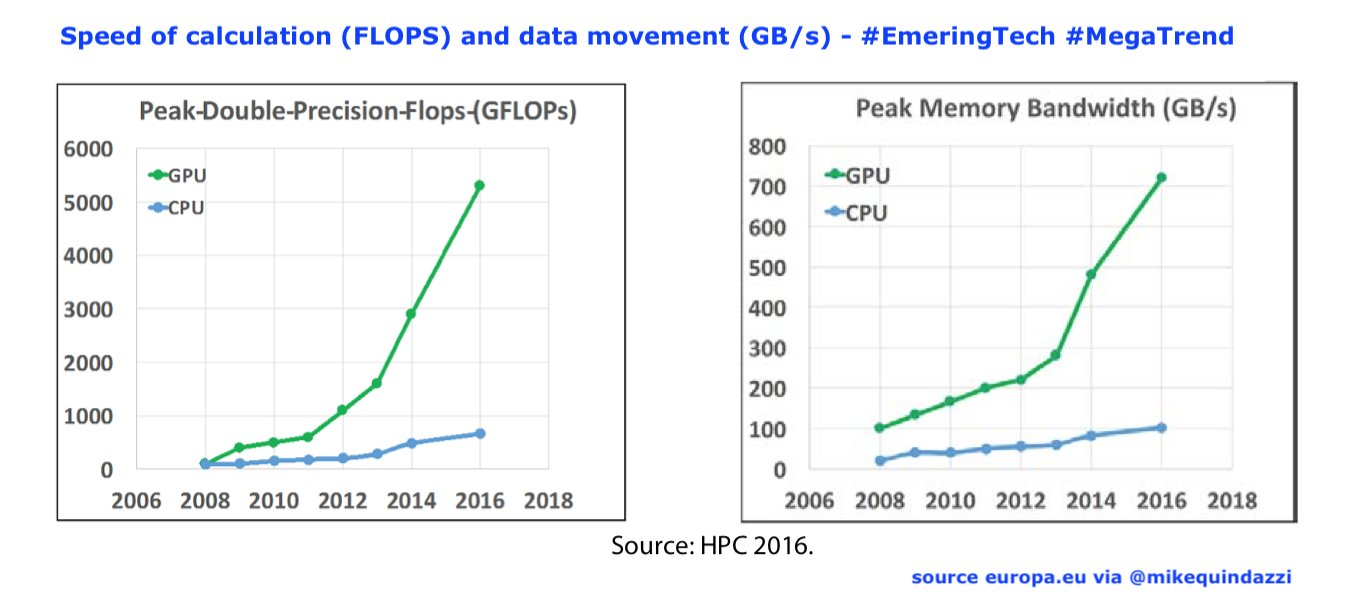 Speed of calculation (FLOPS) and data movement (GB/s) - #EmeringTech #MegaTrend
Peak-Double-Precision-Flops-(GFLOPs)
6000
5000
4000
3000
2000
1000
0
GPU
CPU
2006 2008 2010 2012 2014 2016 2018
Peak Memory Bandwidth (GB/s)
800
700
600
500
400
300
200
100
0
GPU
CPU
2006 2008 2010 2012 2014 2016 2018
Source: HPC 2016.
source europa.eu via @mikequindazzi